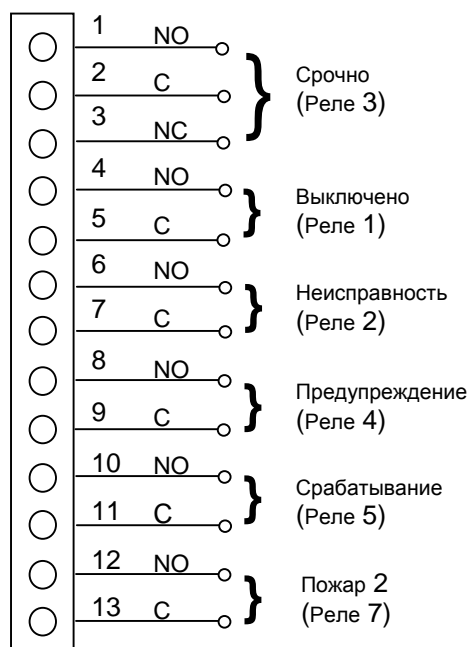 1 NO
2 C
3 NC
Срочно
(Реле 3)
4 NO
5 C
Выключено
(Реле 1)
6 NO
7 C
Неисправность
(Реле 2)
8 NO
9 C
Предупреждение
(Реле 4)
10 NO
11 C
Срабатывание
(Реле 5)
12 NO
13 C
Пожар 2
(Реле 7)